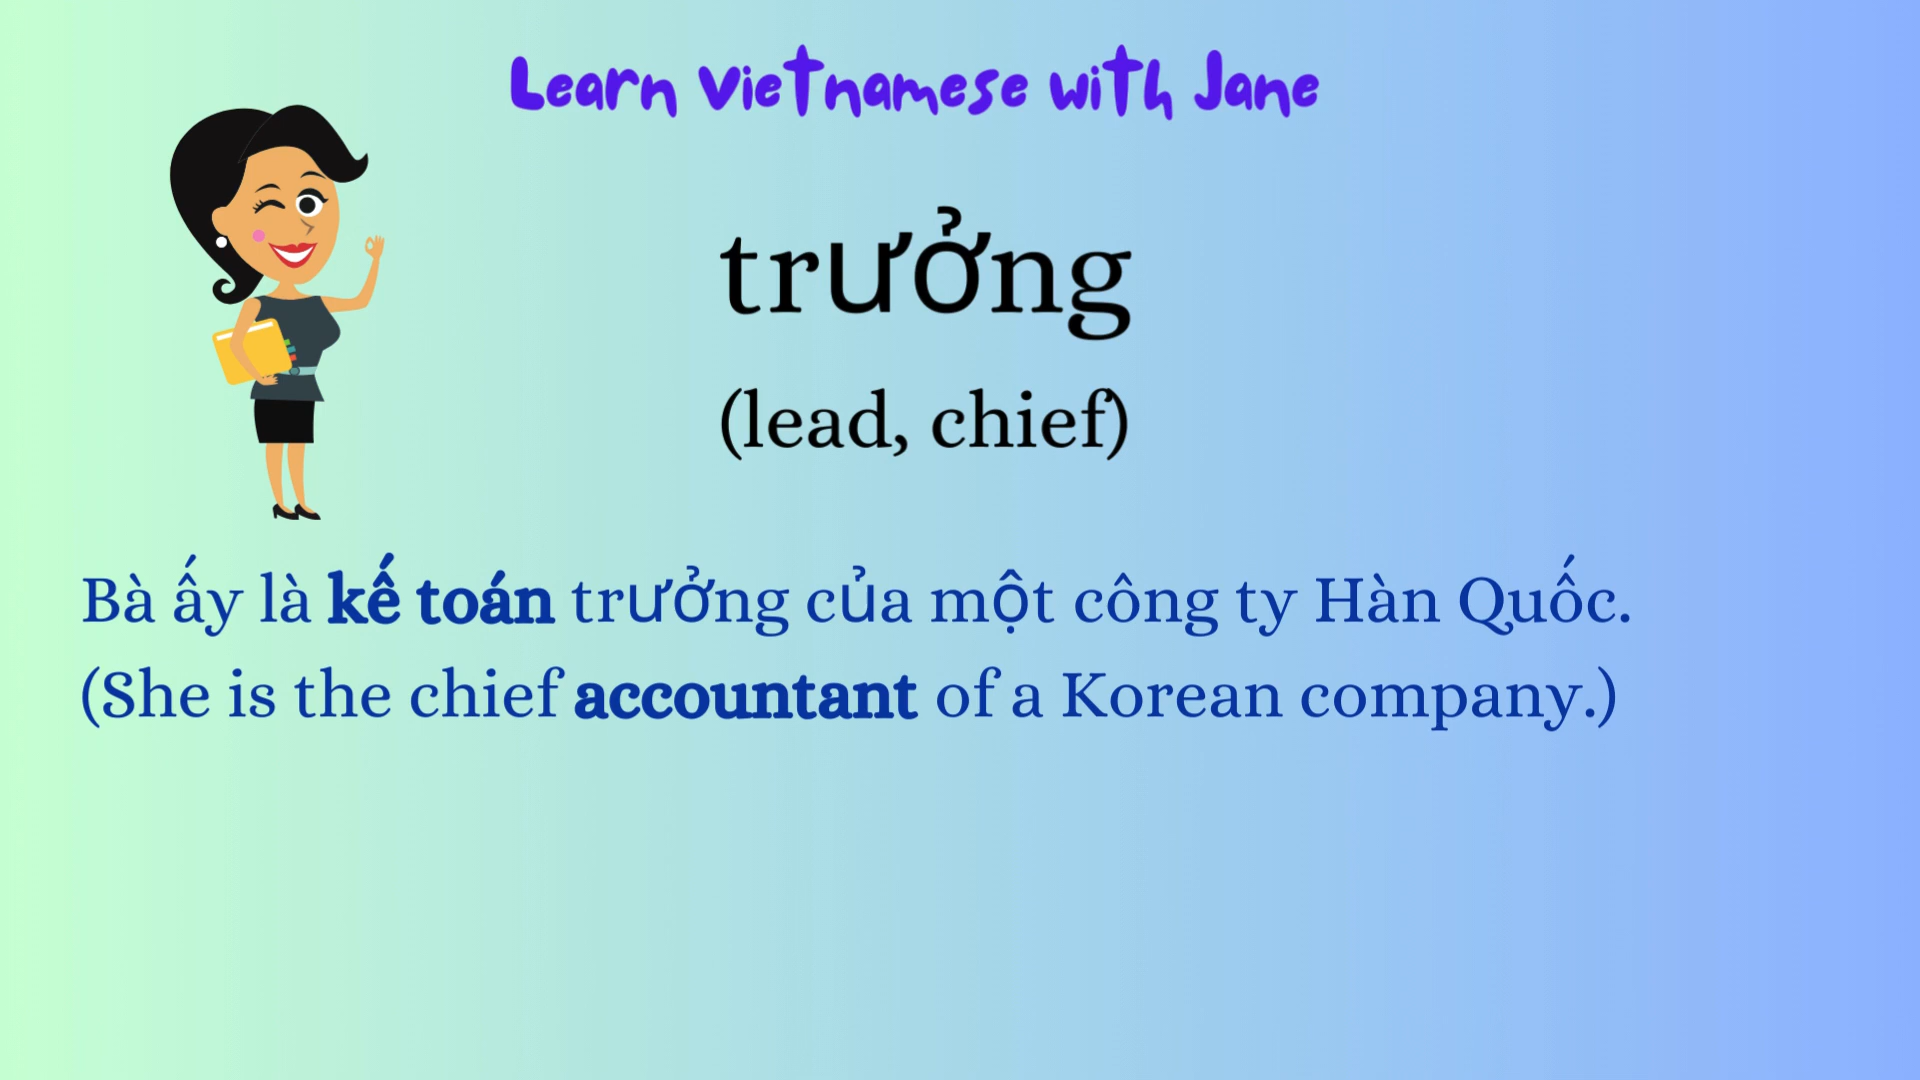 Learn Vietnamese with Jane
trưởng
(lead, chief)
Bà ấy là kế toán trưởng của một công ty Hàn Quốc.
(She is the chief accountant of a Korean company.)